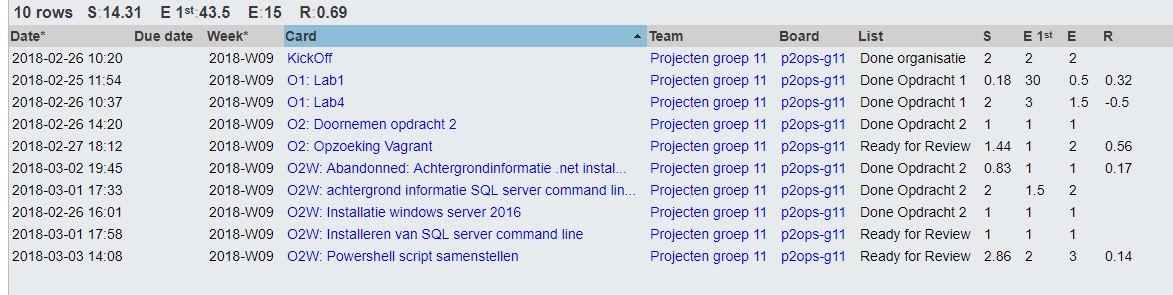 10 rows S:14.31 E 1st:43.5 E:15 R:0.69
Date* Due date Week* Card Team Board List S E 1st E R
2018-02-26 10:20 2018-W09 KickOff Projecten groep 11 p2ops-g11 Done organisatie 2 2 2
2018-02-25 11:54 2018-W09 O1: Lab1 Projecten groep 11 p2ops-g11 Done Opdracht 1 0.18 30 0.5 0.32
2018-02-26 10:37 2018-W09 O1: Lab4 Projecten groep 11 p2ops-g11 Done Opdracht 1 2 3 1.5 -0.5
2018-02-26 14:20 2018-W09 O2: Doornemen opdracht 2 Projecten groep 11 p2ops-g11 Done Opdracht 2 1 1 1
2018-02-27 18:12 2018-W09 O2: Opzoeking Vagrant Projecten groep 11 p2ops-g11 Ready for Review 1.44 1 2 0.56
2018-03-02 19:45 2018-W09 O2W: Abandonned: Achtergrondinformatie .net instal... Projecten groep 11 p2ops-g11 Done Opdracht 2 0.83 1 1 0.17
2018-03-01 17:33 2018-W09 O2W: achtergrond informatie SQL server command lin... Projecten groep 11 p2ops-g11 Done Opdracht 2 2 1.5 2
2018-02-26 16:01 2018-W09 O2W: Installatie windows server 2016 Projecten groep 11 p2ops-g11 Done Opdracht 2 1 1 1
2018-03-01 17:58 2018-W09 O2W: Installeren van SQL server command line Projecten groep 11 p2ops-g11 Ready for Review 1 1 1
2018-03-03 14:08 2018-W09 O2W: Powershell script samenstellen Projecten groep 11 p2ops-g11 Ready for Review 2.86 2 3 0.14